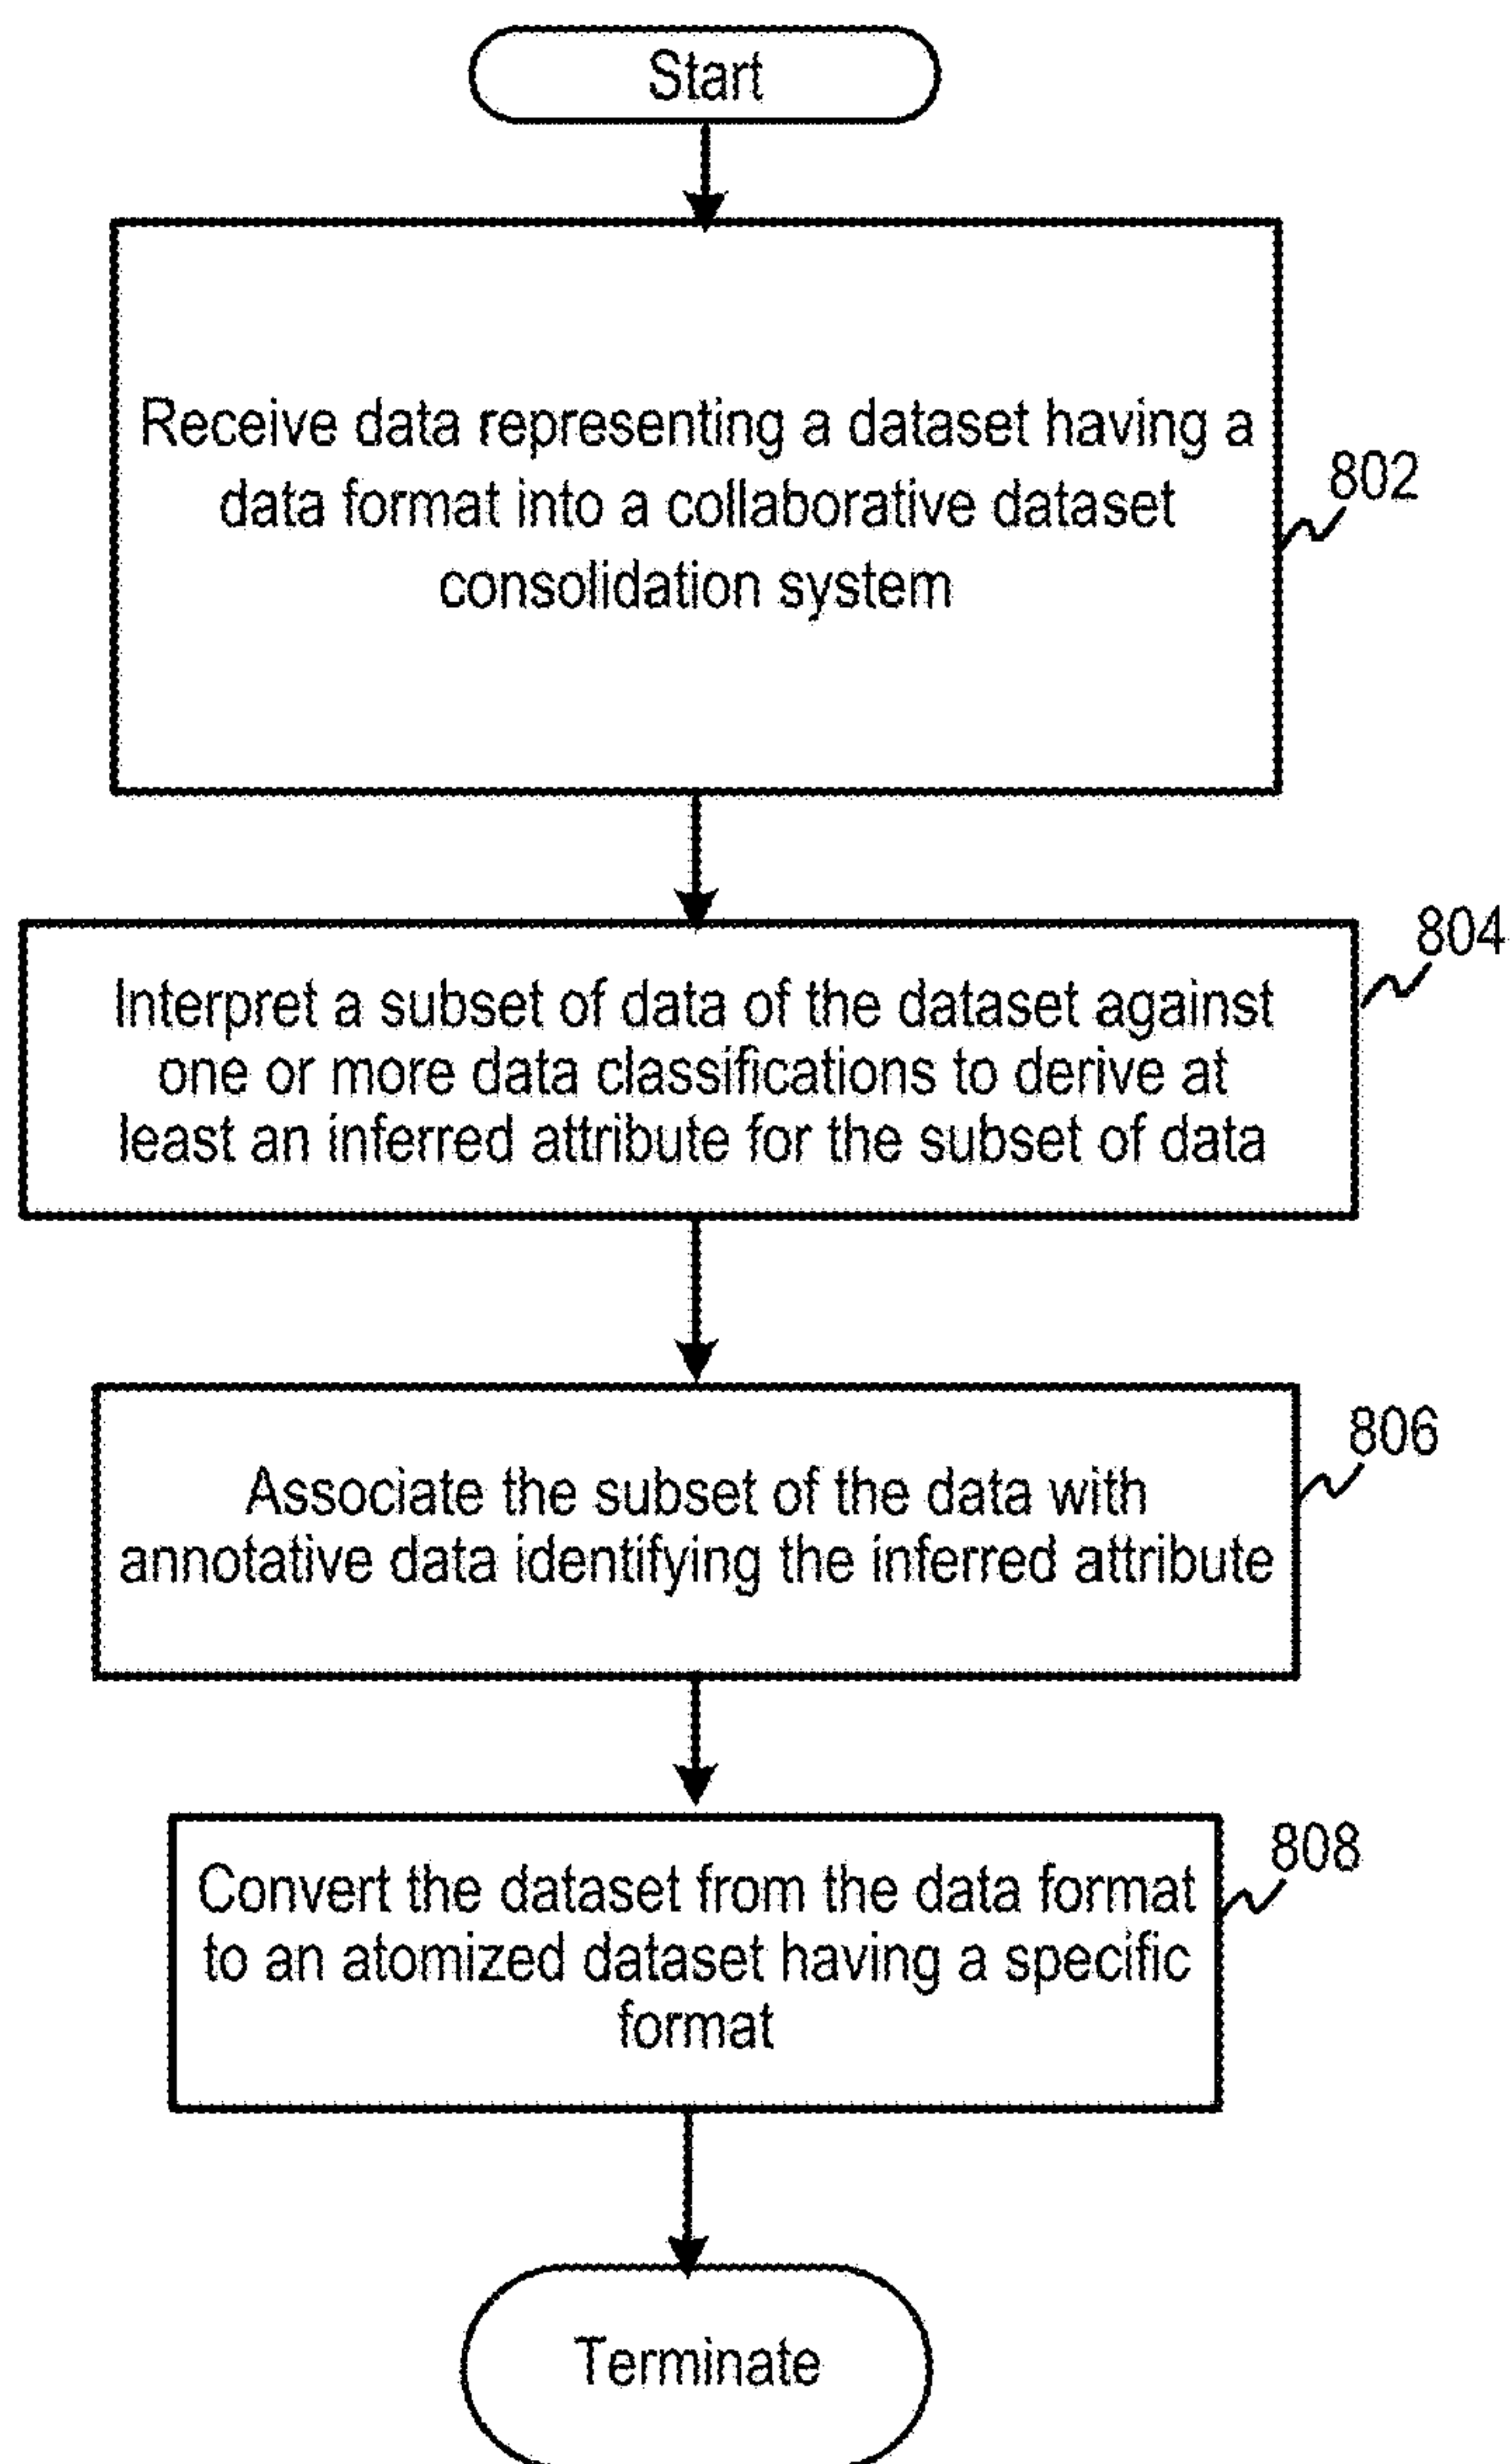 Start
Receive data representing a dataset having a
data format into a collaborative dataset
consolidation system
802
Interpret a subset of data of the dataset against
one or more data classifications to derive at
least an inferred attribute for the subset of data
804
Associate the subset of the data with
annotative data identifying the inferred attribute
806
Convert the dataset from the data format
to an atomized dataset having a specific
format
808
Terminate